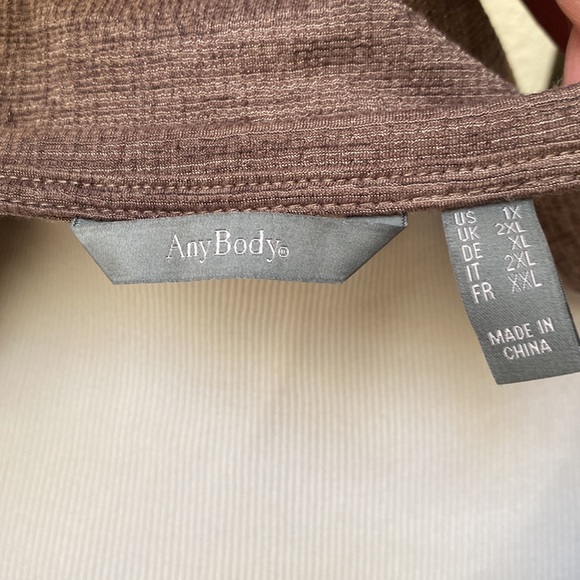 AnyBody®
US 1X
UK 2XL
DE XL
IT 2XL
FR XXL
MADE IN
CHINA